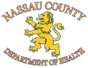 NASSAU COUNTY
DEPARTMENT OF HEALTH